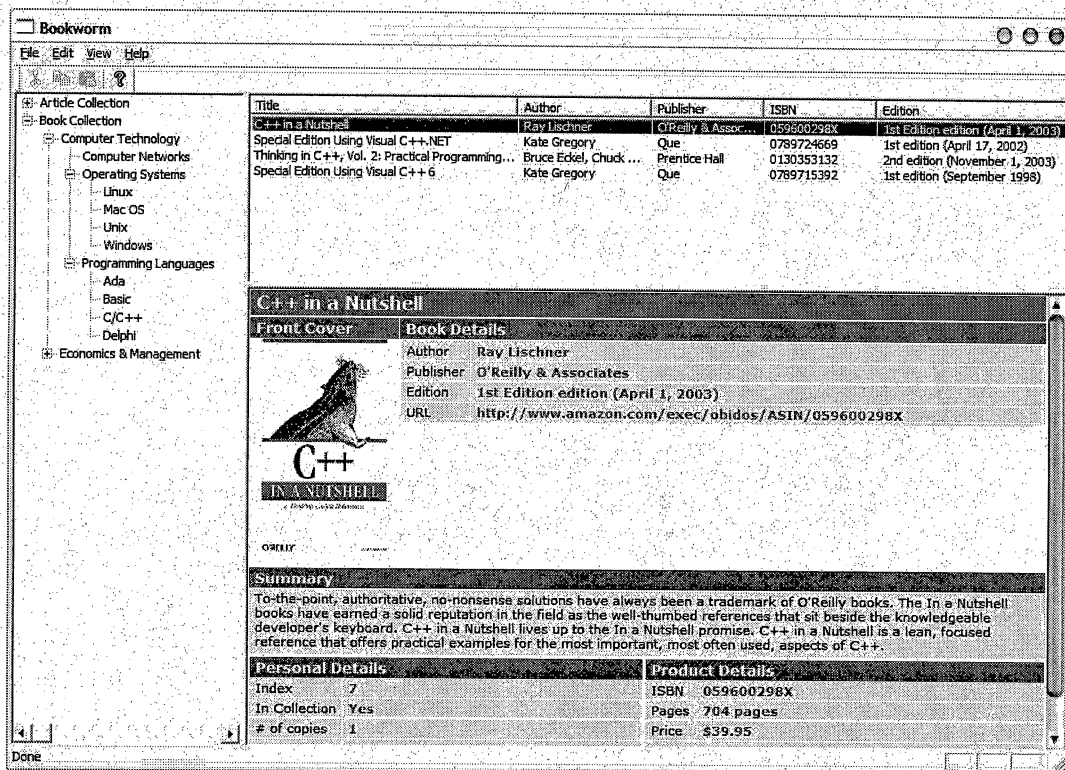 Bookworm
File Edit View Help
Article Collection
Book Collection
Computer Technology
Computer Networks
Operating Systems
Linux
Mac OS
Unix
Windows
Programming Languages
Ada
Basic
C/C++
Delphi
Economics & Management
Title Author Publisher ISBN Edition
C++ in a Nutshell Ray Lischner O'Reilly & Assoc... 059600298X 1st Edition edition (April 1, 2003)
Special Edition Using Visual C++.NET Kate Gregory Que 0789724669 1st edition (April 17, 2002)
Thinking in C++, Vol. 2: Practical Programming... Bruce Eckel, Chuck ... Prentice Hall 0130353132 2nd edition (November 1, 2003)
Special Edition Using Visual C++ 6 Kate Gregory Que 0789715392 1st edition (September 1998)
C++ in a Nutshell
Front Cover Book Details
Author Ray Lischner
Publisher O'Reilly & Associates
Edition 1st Edition edition (April 1, 2003)
URL http://www.amazon.com/exec/obidos/ASIN/059600298X
C++
IN A NUTSHELL
O'REILLY
Summary
To-the-point, authoritative, no-nonsense solutions have always been a trademark of O'Reilly books. The In a Nutshell
books have earned a solid reputation in the field as the well-thumbed references that sit beside the knowledgeable
developer's keyboard. C++ in a Nutshell lives up to the In a Nutshell promise. C++ in a Nutshell is a lean, focused
reference that offers practical examples for the most important, most often used, aspects of C++.
Personal Details Product Details
Index 7 ISBN 059600298X
In Collection Yes Pages 704 pages
# of copies 1 Price $39.95
Done